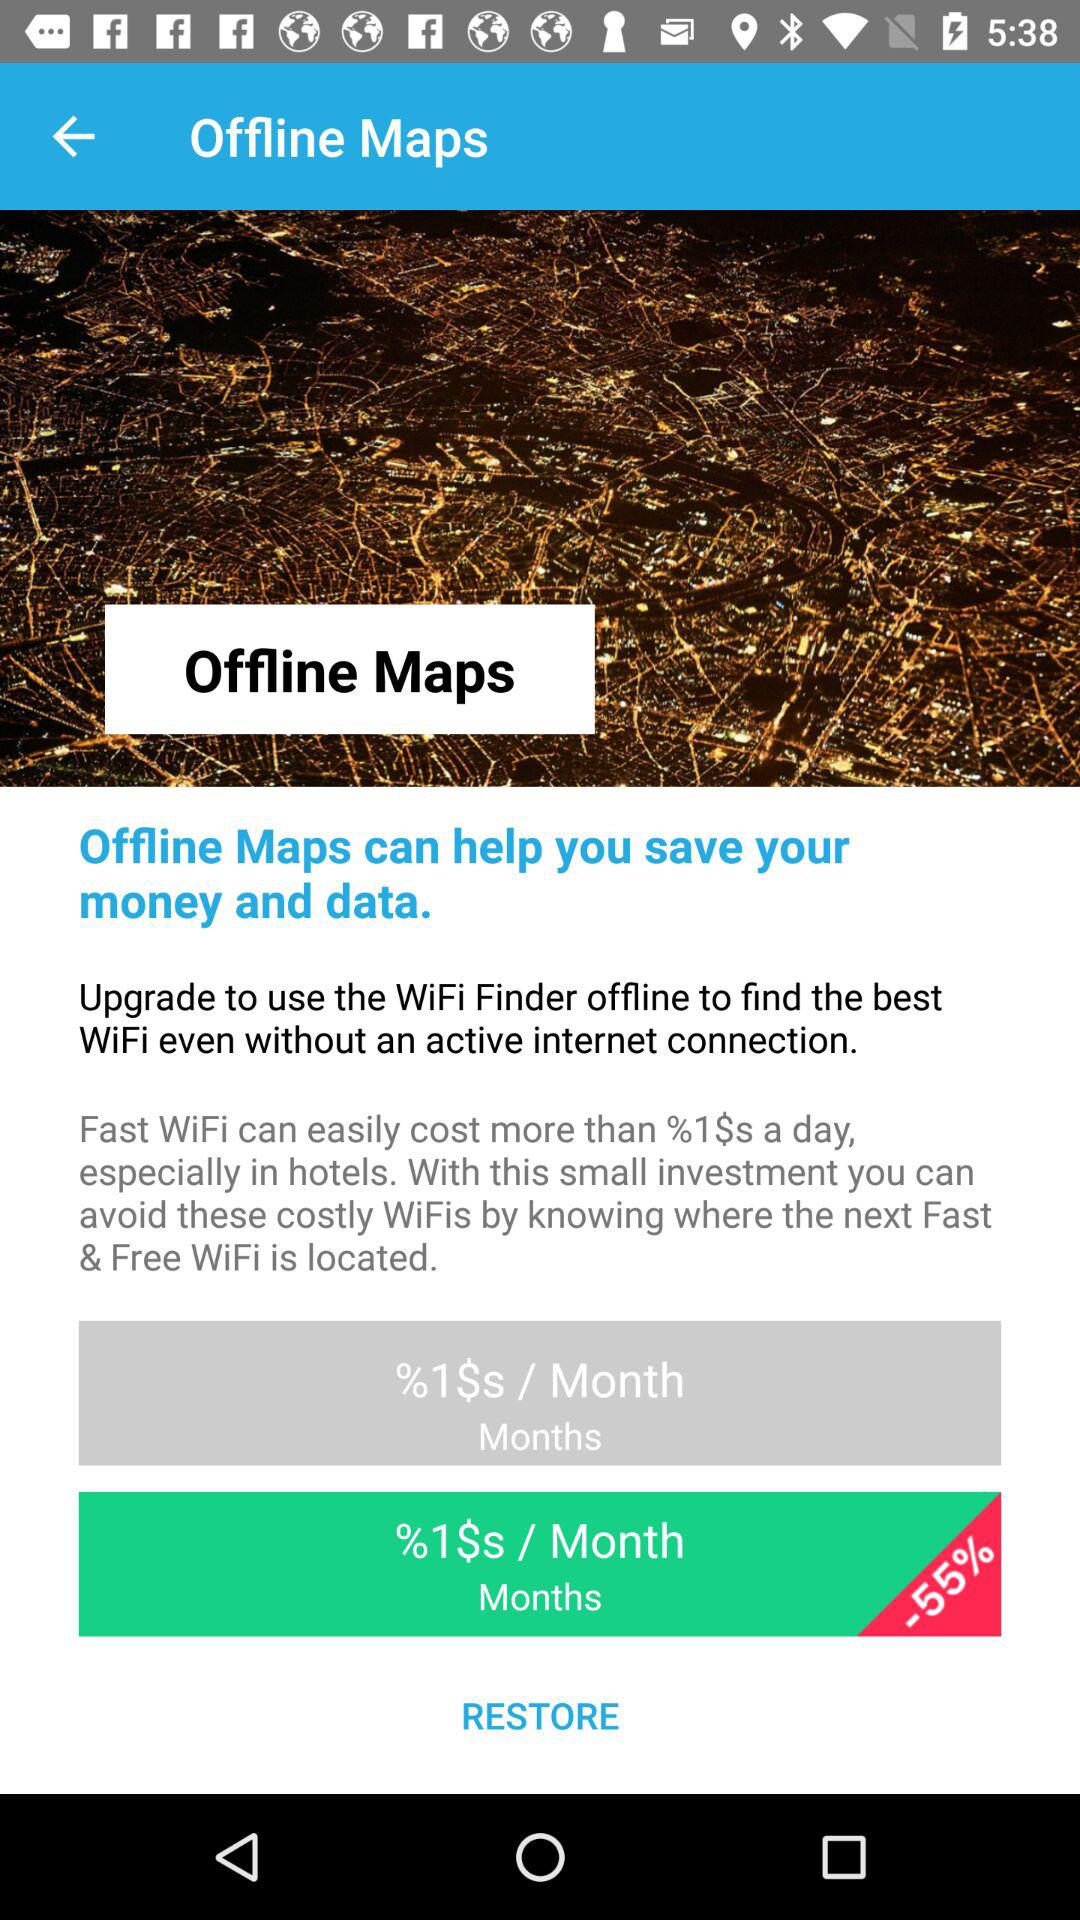 5:38
Offline Maps
Offline Maps
Offline Maps can help you save your
money and data.
Upgrade to use the WiFi Finder offline to find the best
WiFi even without an active internet connection.
Fast WiFi can easily cost more than %1$s a day,
especially in hotels. With this small investment you can
avoid these costly WiFis by knowing where the next Fast
& Free WiFi is located.
%1$s / Month
Months
%1$s / Month
Months
-55%
RESTORE